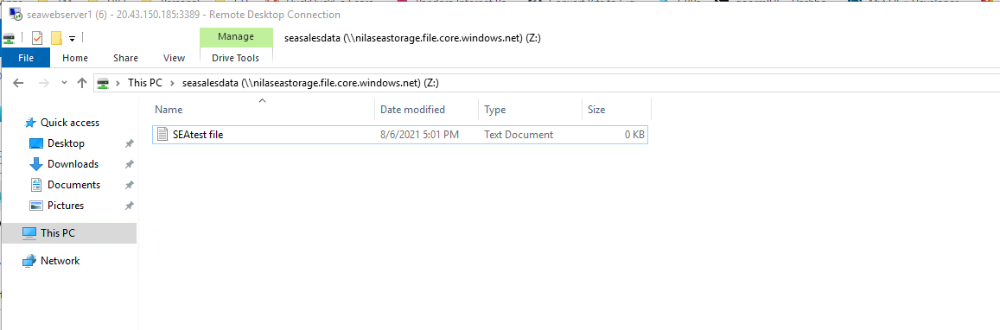 seawebserver1 (6) - 20.43.150.185:3389 - Remote Desktop Connection
Manage seasalesdata (\\nilaseastorage.file.core.windows.net) (Z:)
File Home Share View Drive Tools
This PC > seasalesdata (\\nilaseastorage.file.core.windows.net) (Z:)
Name Date modified Type Size
Quick access
SEAtest file 8/6/2021 5:01 PM Text Document 0 KB
Desktop
Downloads
Documents
Pictures
This PC
Network